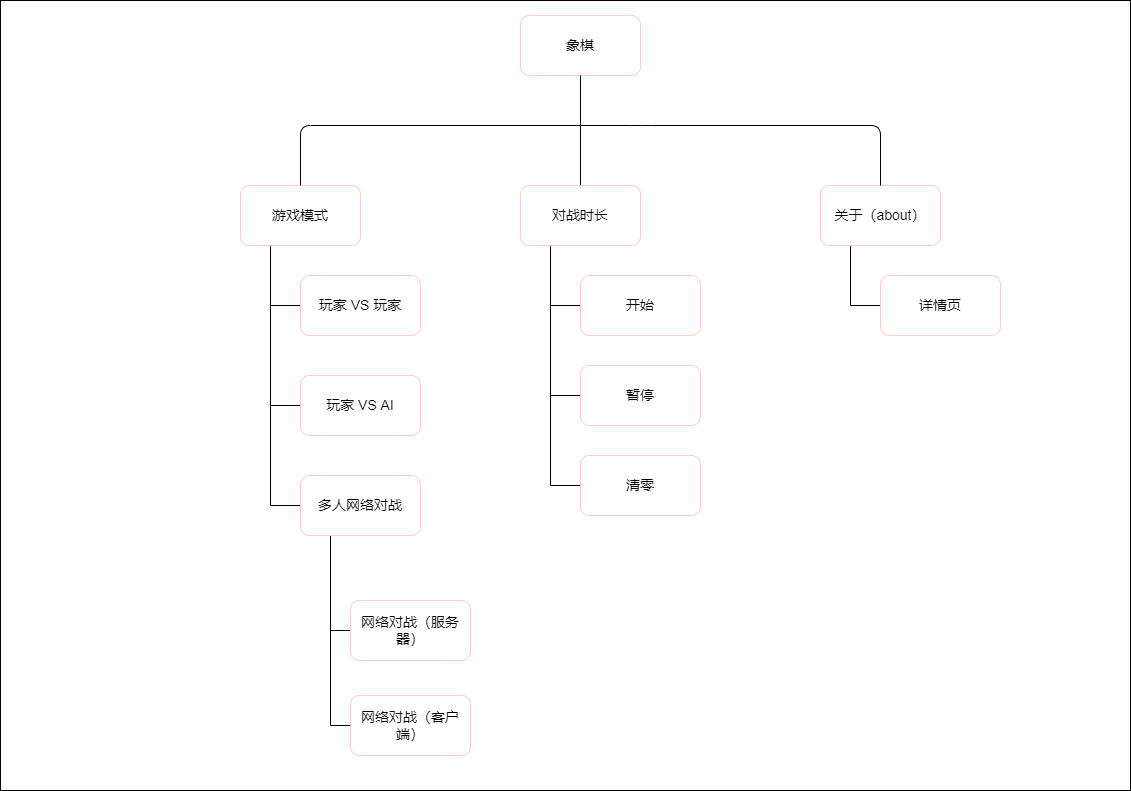 象棋
游戏模式
对战时长
关于（about）
玩家 VS 玩家
开始
详情页
玩家 VS AI
暂停
多人网络对战
清零
网络对战（服务
器）
网络对战（客户
端）